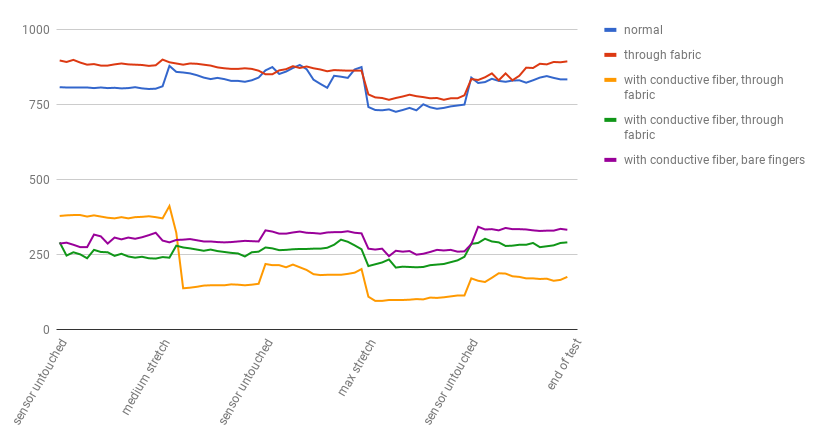 1000
750
500
250
0
sensor untouched
medium stretch
sensor untouched
max stretch
sensor untouched
end of test
normal
through fabric
with conductive fiber, through
fabric
with conductive fiber, through
fabric
with conductive fiber, bare fingers